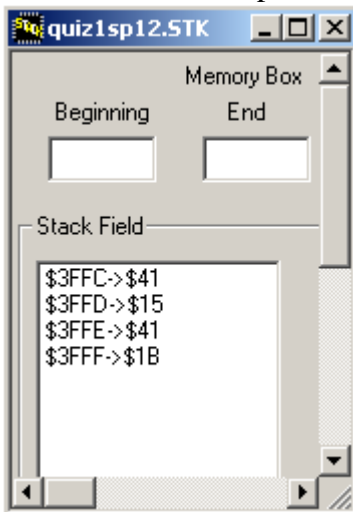 quiz1sp12.STK
Memory Box
Beginning End
Stack Field
$3FFC->$41
$3FFD->$15
$3FFE->$41
$3FFF->$1B